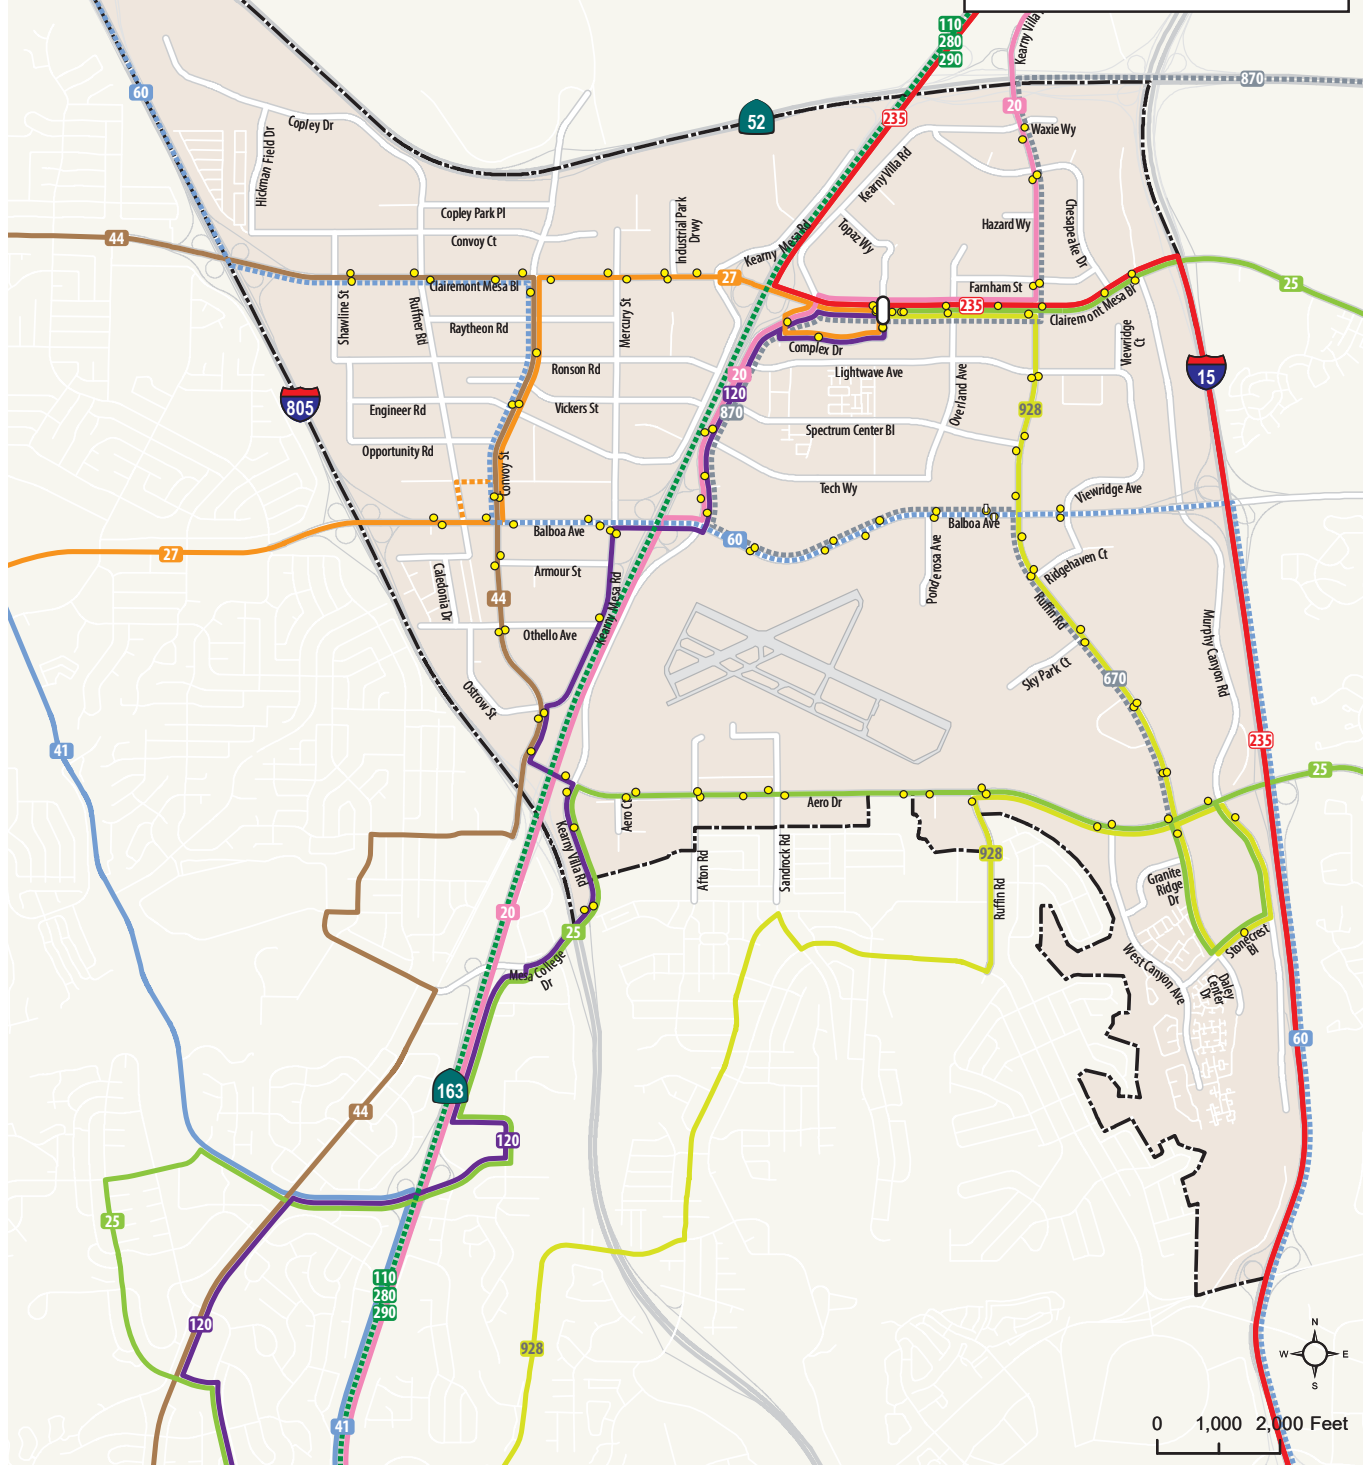 110
280
290
Kearny Villa
60
870
20
52
235
Waxie Wy
Copley Dr
Hickman Field Dr
Kearny Villa Rd
Copley Park Pl
Industrial Park
Drwy
Chesapeake Dr
Hazard Wy
Topaz Wy
Kearny Mesa Rd
44
Convoy Ct
27
Clairemont Mesa Bl
25
Farnham St
235
Clairemont Mesa Bl
Shawline St
Ruffner Rd
Raytheon Rd
Mercury St
Viewridge
Ct
Complex Dr
Ronson Rd
20
Lightwave Ave
15
120
Overland Ave
805
Engineer Rd
Vickers St
870
928
Spectrum Center Bl
Opportunity Rd
Convoy St
Tech Wy
Viewridge Ave
Balboa Ave
Balboa Ave
60
27
Armour St
Caledonia Dr
Ponderosa Ave
Ridgehaven Ct
44
Kearny Mesa Rd
Ruffin Rd
Othello Ave
Murphy Canyon Rd
Sky Park Ct
670
Ostrow St
41
235
25
Aero Ct
Aero Dr
Kearny Villa Rd
Afton Rd
Sandrock Rd
928
Ruffin Rd
Granite
Ridge
Dr
20
25
Stonecrest
Bl
Mesa College
Dr
West Canyon Ave
Daley
Center
Dr
60
163
44
120
25
110
280
290
120
928
41
N
W
E
S
0
1,000
2,000 Feet